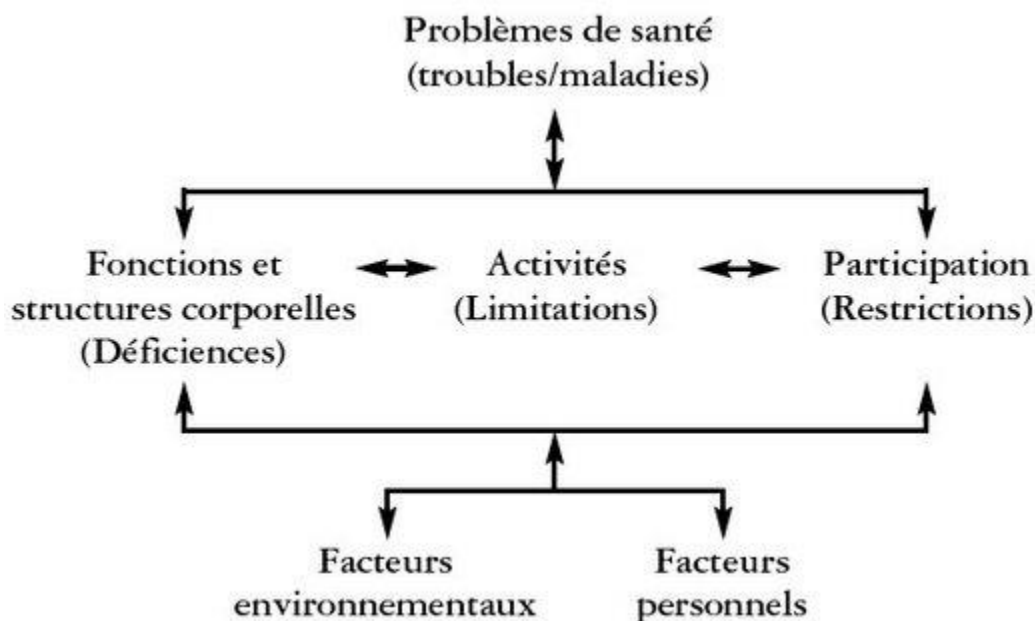 Problèmes de santé
(troubles/maladies)
Fonctions et
structures corporelles
(Déficiences)
Activités
(Limitations)
Participation
(Restrictions)
Facteurs
environnementaux
Facteurs
personnels